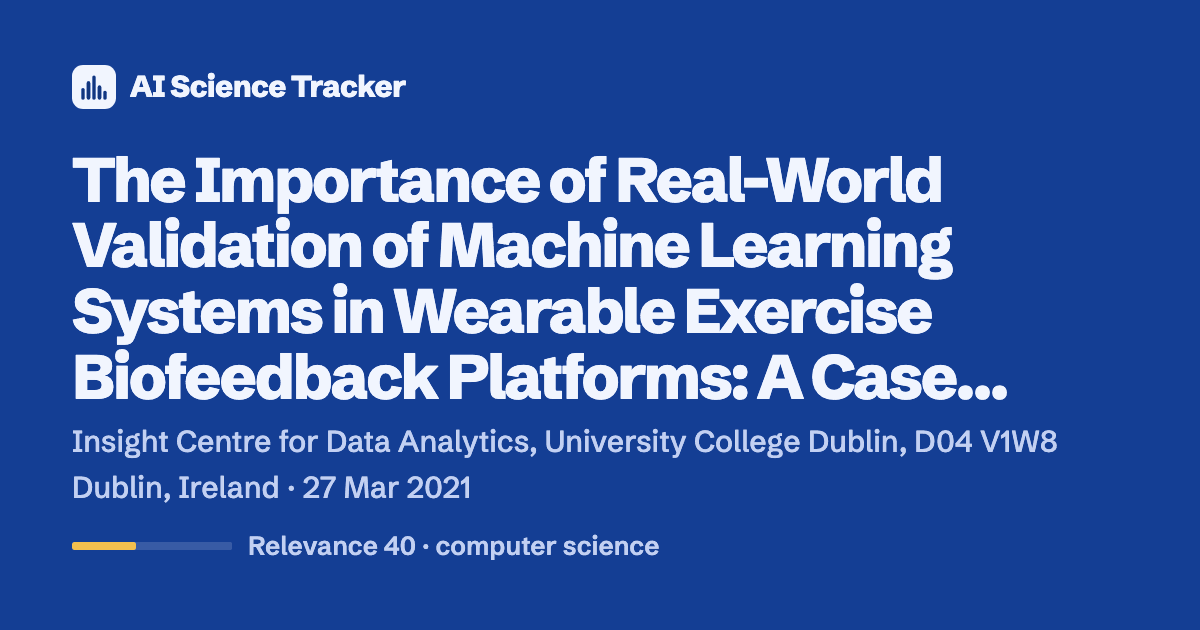 AI Science Tracker
The Importance of Real-World
Validation of Machine Learning
Systems in Wearable Exercise
Biofeedback Platforms: A Case...
Insight Centre for Data Analytics, University College Dublin, D04 V1W8
Dublin, Ireland · 27 Mar 2021
Relevance 40 · computer science